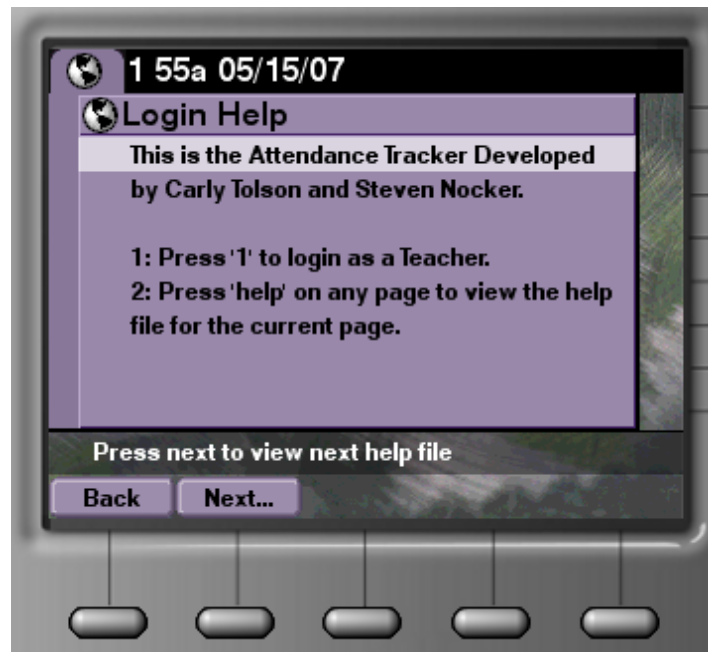 1 55a 05/15/07
Login Help
This is the Attendance Tracker Developed
by Carly Tolson and Steven Nocker.
1: Press '1' to login as a Teacher.
2: Press 'help' on any page to view the help
file for the current page.
Press next to view next help file
Back Next...